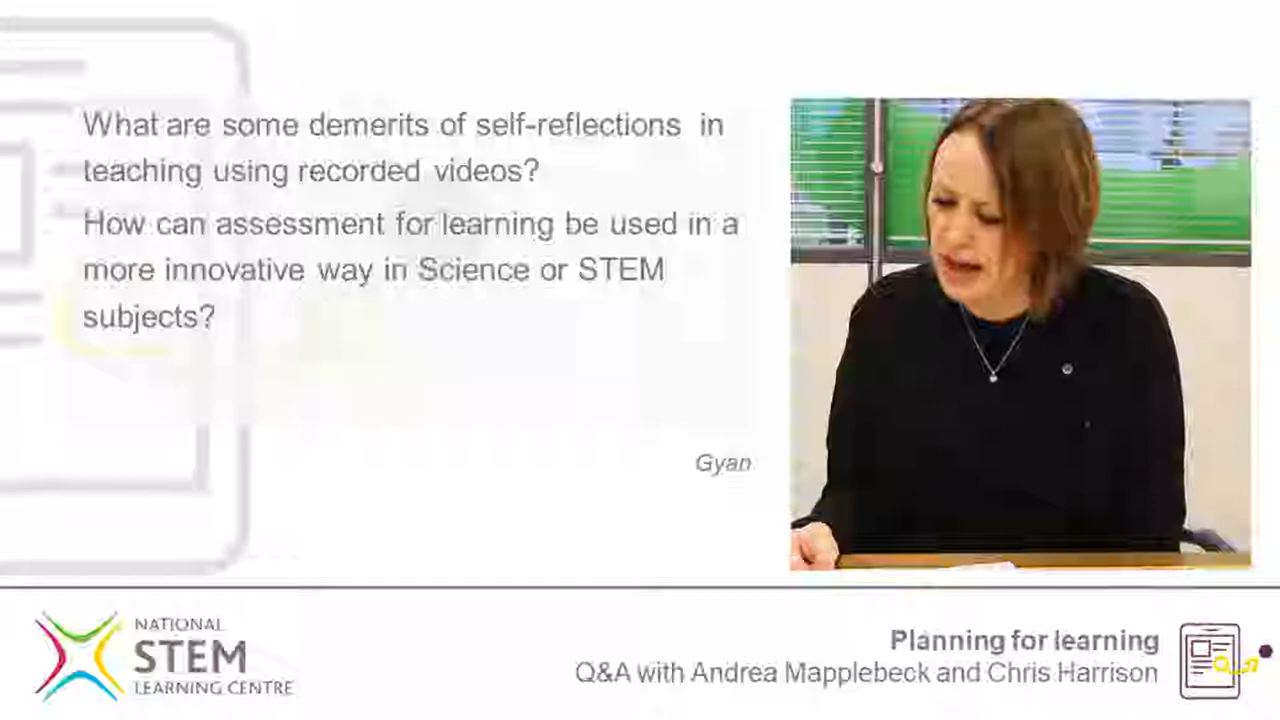 What are some demerits of self-reflections in
teaching using recorded videos?
How can assessment for learning be used in a
more innovative way in Science or STEM
subjects?
Gyan
NATIONAL
STEM
LEARNING CENTRE
Planning for learning
Q&A with Andrea Mapplebeck and Chris Harrison